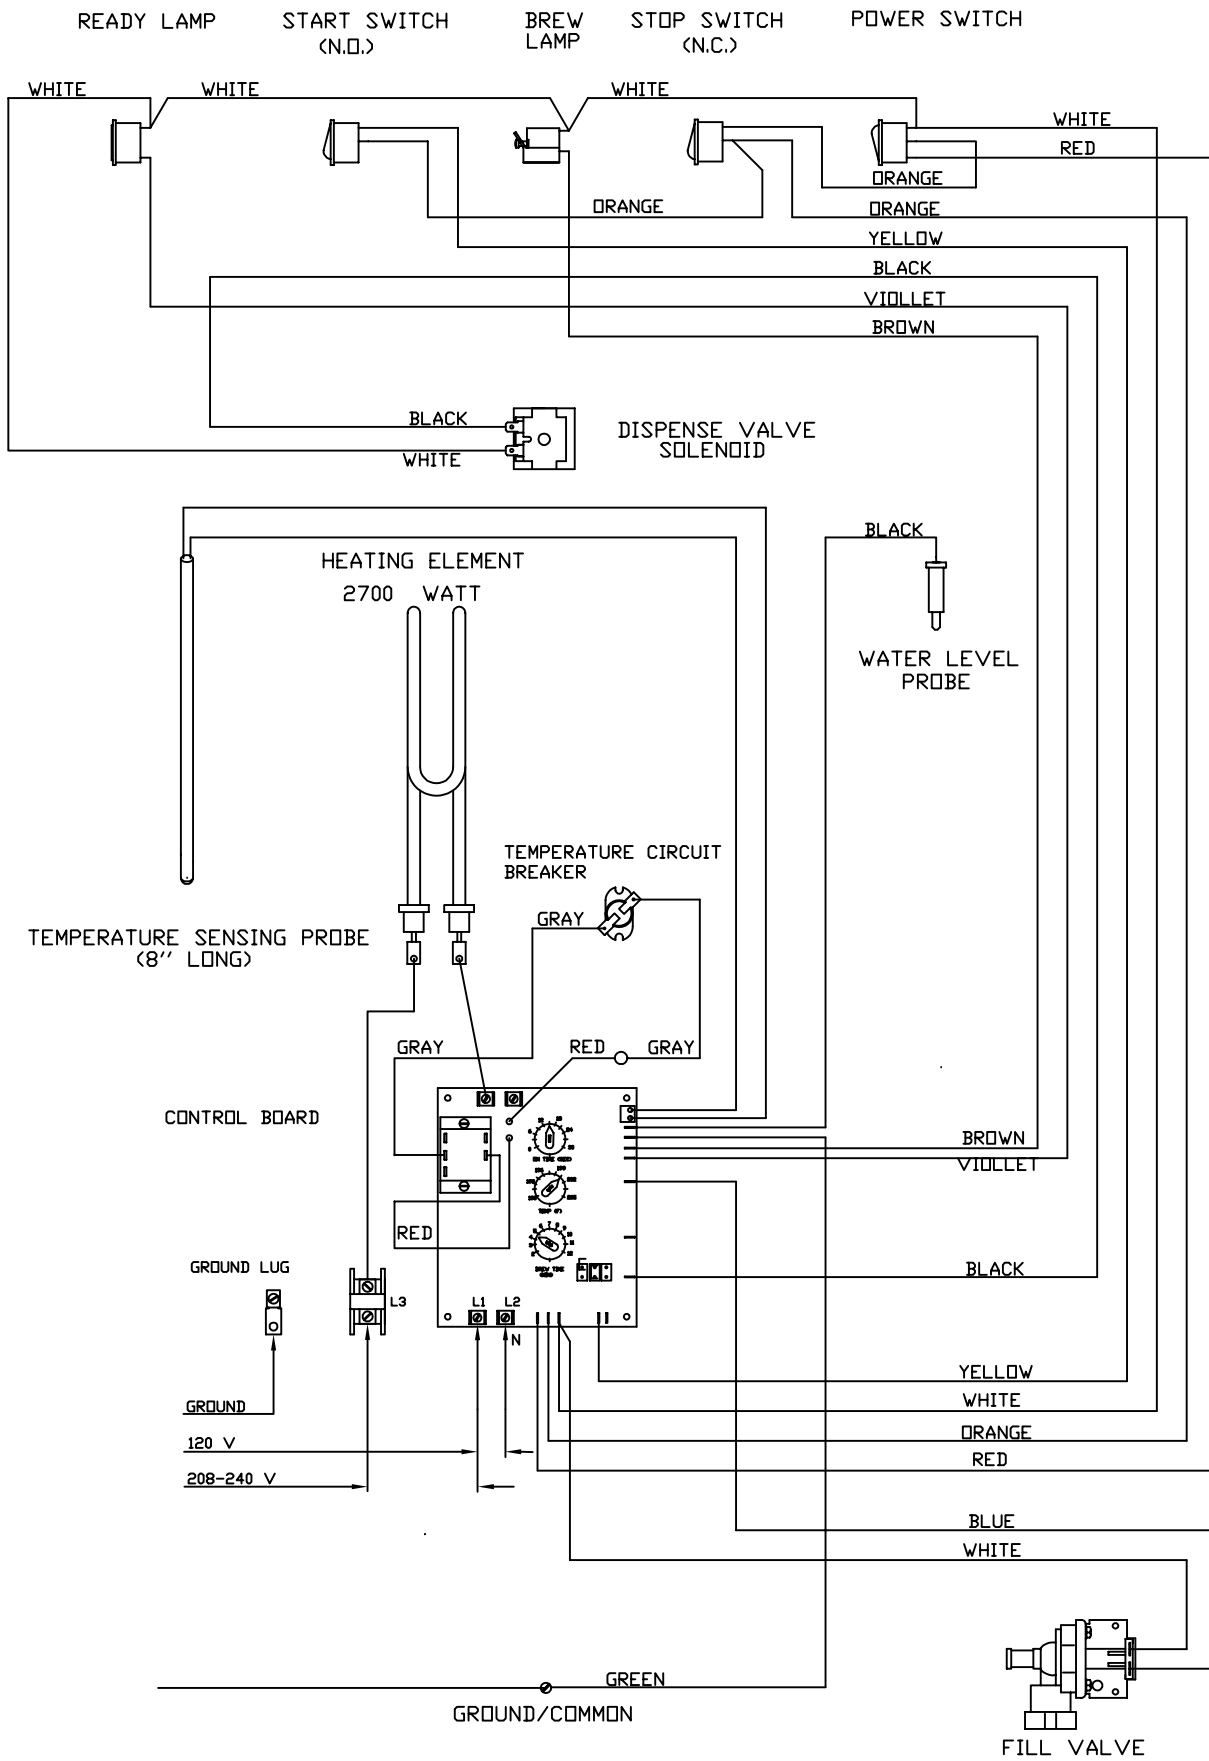 READY LAMP
START SWITCH
(N.O.)
BREW
LAMP
STOP SWITCH
(N.C.)
POWER SWITCH
WHITE
WHITE
WHITE
WHITE
RED
ORANGE
ORANGE
ORANGE
YELLOW
BLACK
VIOLLET
BROWN
BLACK
WHITE
DISPENSE VALVE
SOLENOID
BLACK
HEATING ELEMENT
2700 WATT
WATER LEVEL
PROBE
TEMPERATURE CIRCUIT
BREAKER
GRAY
TEMPERATURE SENSING PROBE
(8'' LONG)
GRAY
RED
GRAY
CONTROL BOARD
BROWN
VIOLLET
TEMP (F)
BREW TIME
RED
GROUND LUG
BLACK
L3
L1
L2
N
YELLOW
WHITE
GROUND
ORANGE
120 V
RED
208-240 V
BLUE
WHITE
GREEN
GROUND/COMMON
FILL VALVE